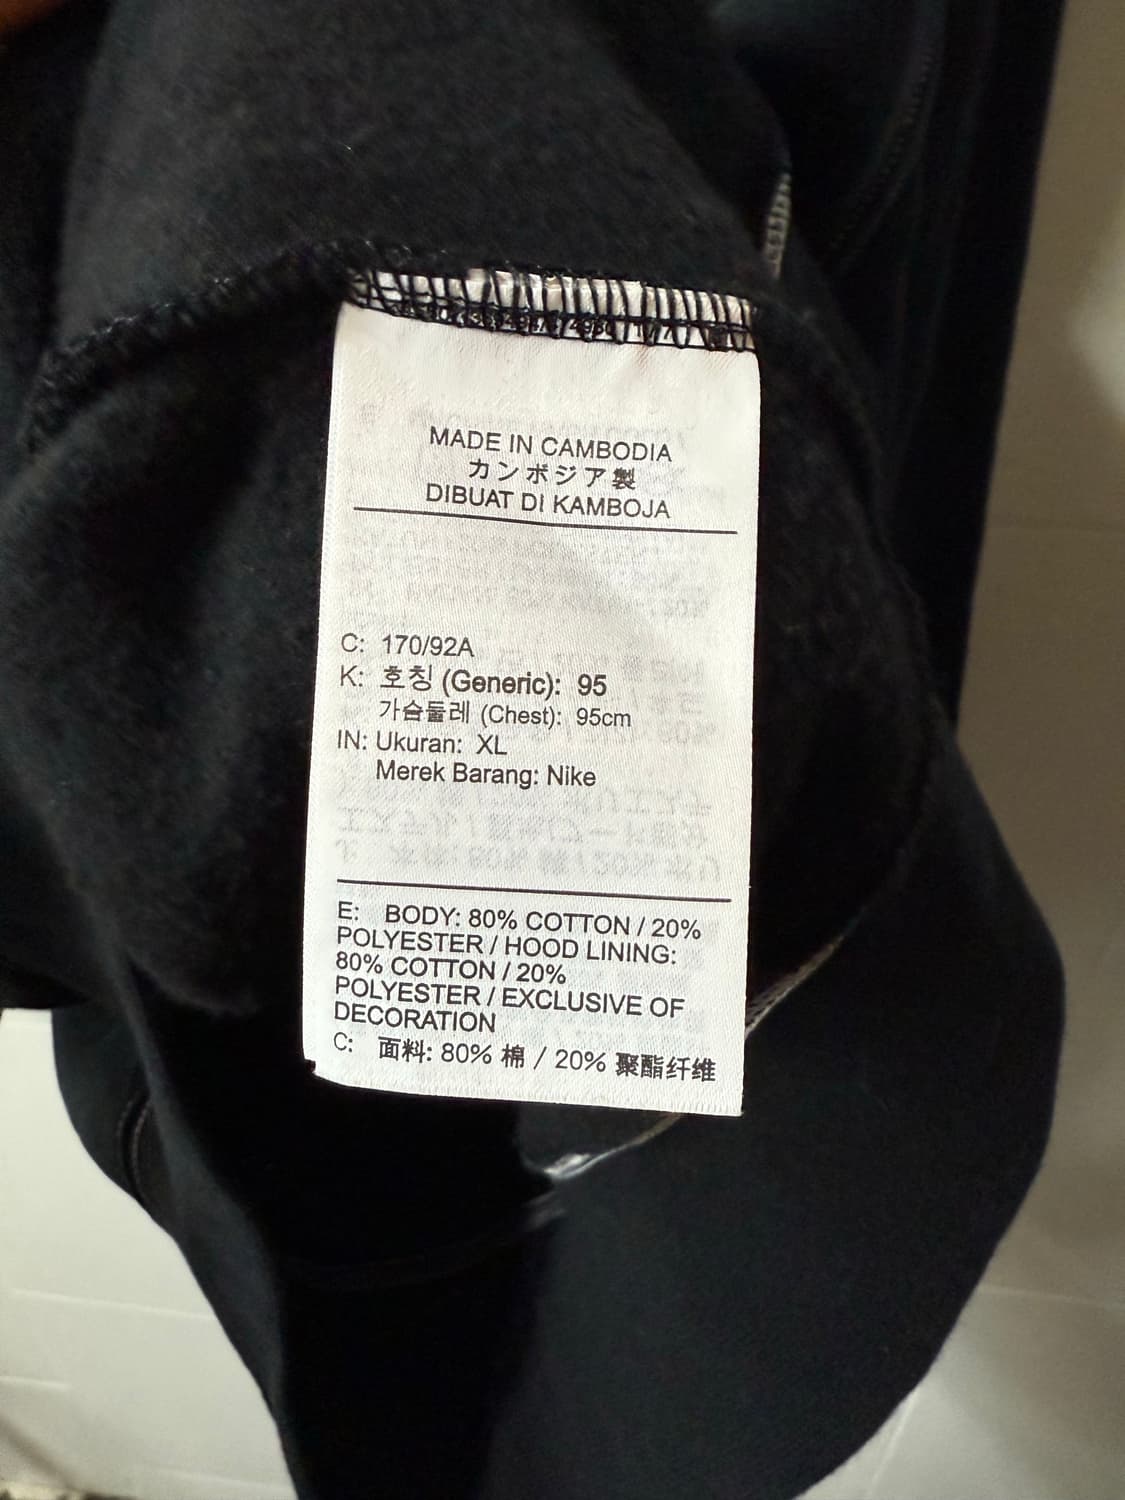 MADE IN CAMBODIA
カンボジア製
DIBUAT DI KAMBOJA
C: 170/92A
K: 호칭 (Generic): 95
가슴둘레 (Chest): 95cm
IN: Ukuran: XL
Merek Barang: Nike
E: BODY: 80% COTTON / 20%
POLYESTER / HOOD LINING:
80% COTTON / 20%
POLYESTER / EXCLUSIVE OF
DECORATION
C: 面料: 80% 棉 / 20% 聚酯纤维